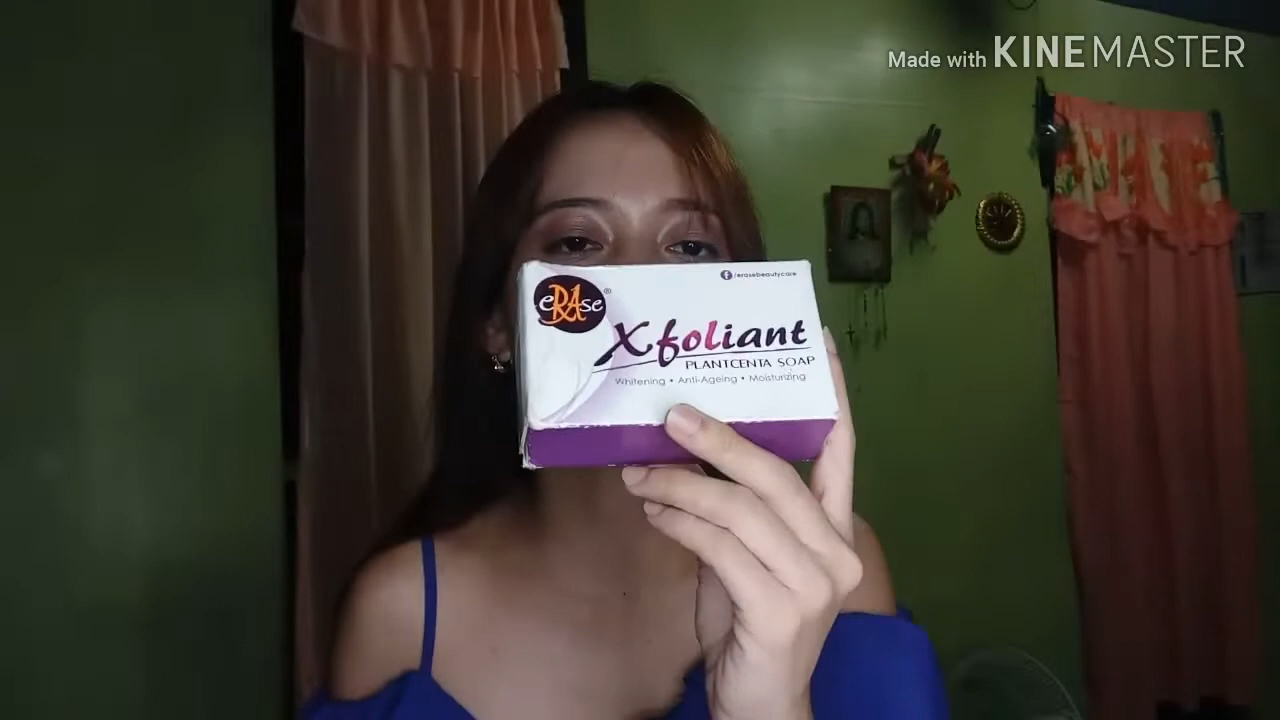 Made with KINEMASTER
/erasebeautycare
eRAse®
Xfoliant
PLANTCENTA SOAP
Whitening • Anti-Ageing • Moisturizing